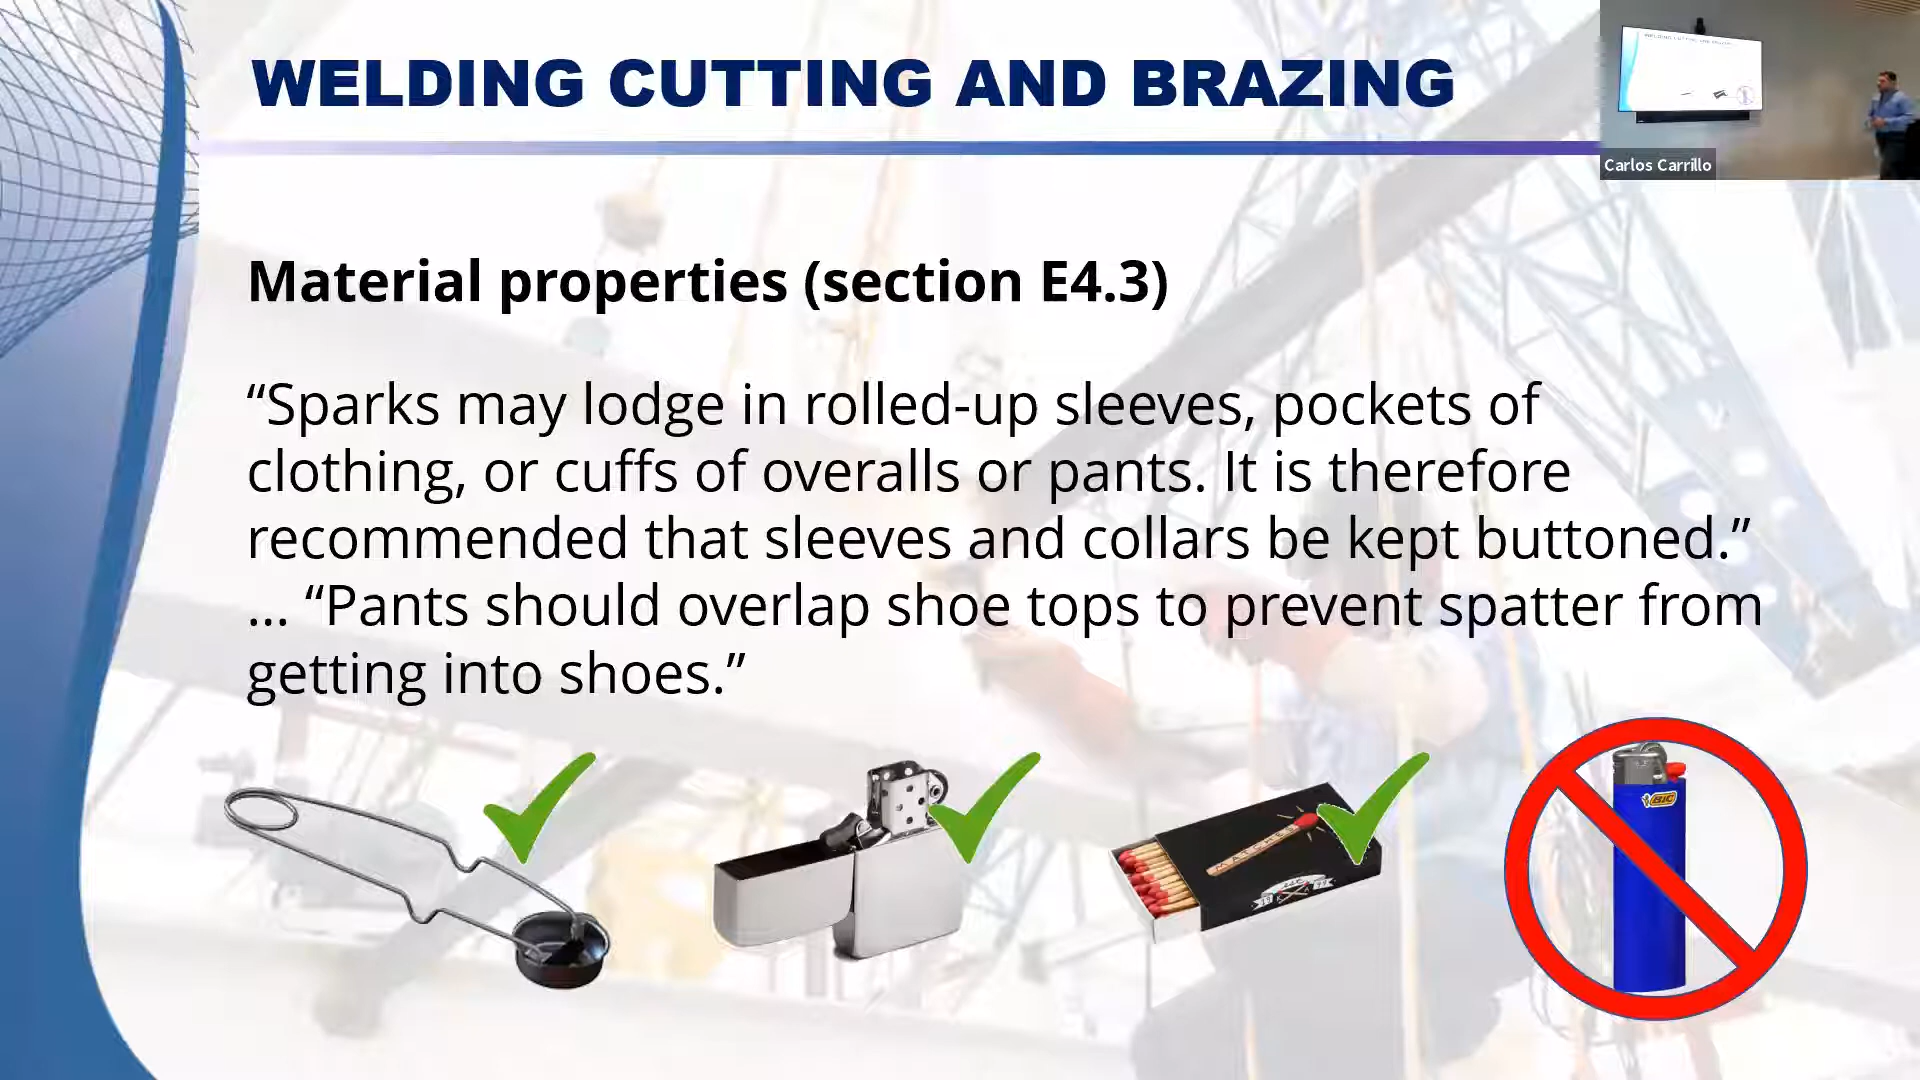 WELDING CUTTING AND BRAZING
Carlos Carrillo
Material properties (section E4.3)
“Sparks may lodge in rolled-up sleeves, pockets of
clothing, or cuffs of overalls or pants. It is therefore
recommended that sleeves and collars be kept buttoned.”
... “Pants should overlap shoe tops to prevent spatter from
getting into shoes.”
MATCHES
BIC